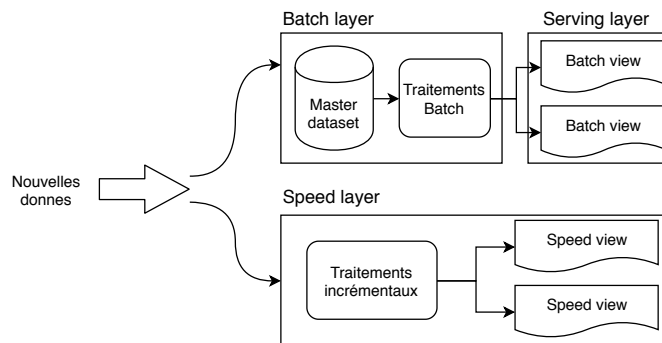 Batch layer
Serving layer
Master
dataset
Traitements
Batch
Batch view
Batch view
Nouvelles
donnes
Speed layer
Traitements
incrémentaux
Speed view
Speed view